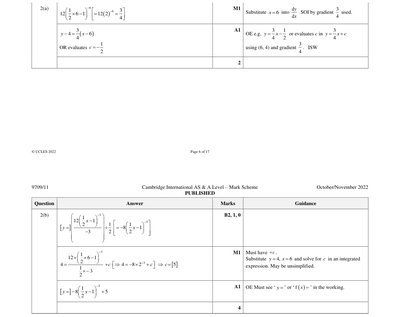 2(a)
12(1/2 × 6 − 1)^−4 [= 12(2)^−4 = 3/4]
M1
Substitute x = 6 into dy/dx SOI by gradient 3/4 used.
y − 4 = 3/4 (x − 6)
OR evaluates c = −1/2
A1
OE e.g. y = 3/4 x − 1/2 or evaluates c in y = 3/4 x + c
using (6, 4) and gradient 3/4. ISW
2
© UCLES 2022
Page 6 of 17
9709/11
Cambridge International AS & A Level – Mark Scheme
October/November 2022
PUBLISHED
Question
Answer
Marks
Guidance
2(b)
[y =] (12(1/2 x − 1)^−3 / −3) ÷ 1/2 [= −8(1/2 x − 1)^−3]
B2, 1, 0
4 = 12 × (1/2 × 6 − 1)^−3 / (1/2 × −3) + c [⇒ 4 = −8 × 2^−3 + c] ⇒ c = [5]
M1
Must have + c.
Substitute y = 4, x = 6 and solve for c in an integrated
expression. May be unsimplified.
[y =] −8(1/2 x − 1)^−3 + 5
A1
OE Must see ' y = ' or ' f(x) = ' in the working.
4